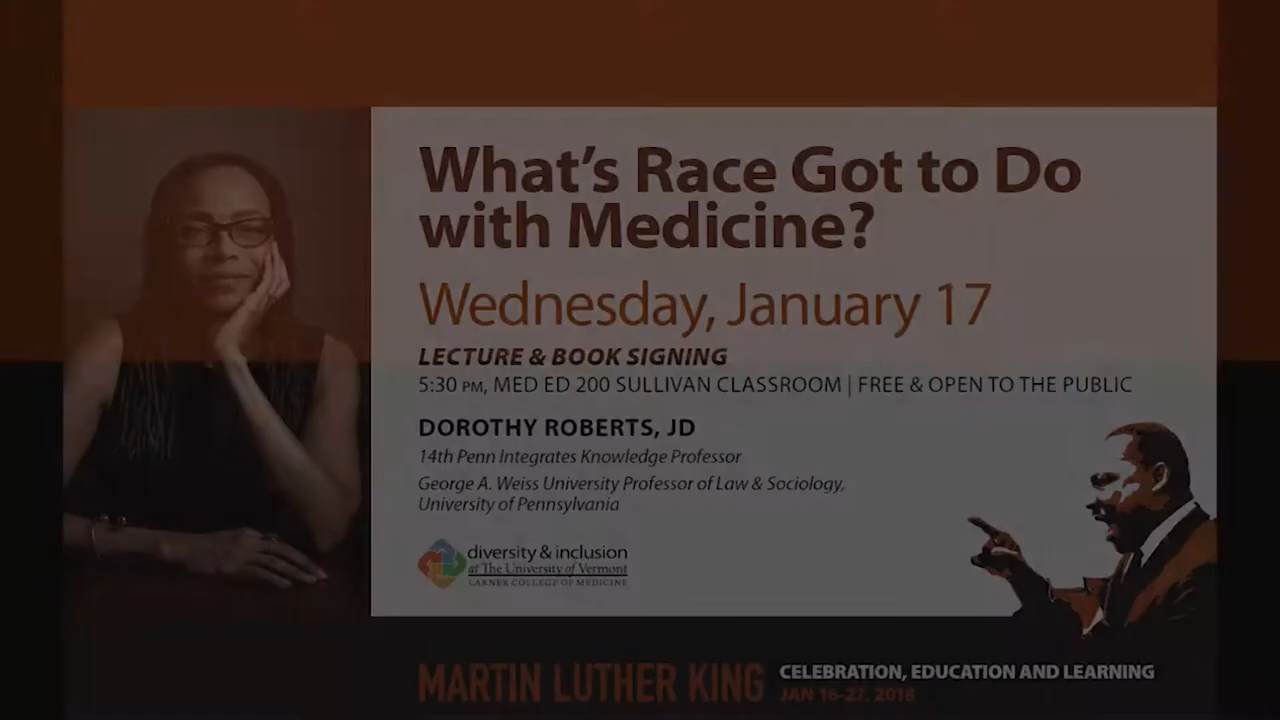 What's Race Got to Do
with Medicine?
Wednesday, January 17
LECTURE & BOOK SIGNING
5:30 PM, MED ED 200 SULLIVAN CLASSROOM | FREE & OPEN TO THE PUBLIC
DOROTHY ROBERTS, JD
14th Penn Integrates Knowledge Professor
George A. Weiss University Professor of Law & Sociology,
University of Pennsylvania
diversity & inclusion
at The University of Vermont
LARNER COLLEGE OF MEDICINE
MARTIN LUTHER KING
CELEBRATION, EDUCATION AND LEARNING
JAN 16-27, 2018